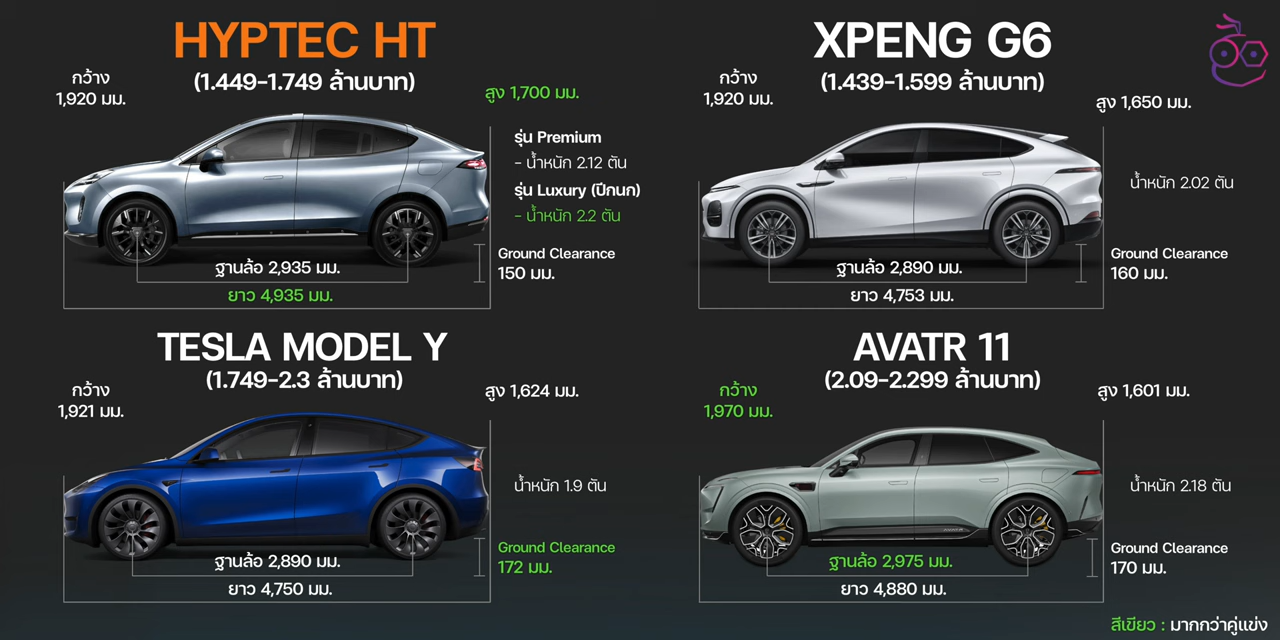 HYPTEC HT
(1.449-1.749 ล้านบาท)
กว้าง
1,920 มม.
สูง 1,700 มม.
รุ่น Premium
- น้ำหนัก 2.12 ตัน
รุ่น Luxury (ปีกนก)
- น้ำหนัก 2.2 ตัน
Ground Clearance
150 มม.
ฐานล้อ 2,935 มม.
ยาว 4,935 มม.
XPENG G6
(1.439-1.599 ล้านบาท)
กว้าง
1,920 มม.
สูง 1,650 มม.
น้ำหนัก 2.02 ตัน
Ground Clearance
160 มม.
ฐานล้อ 2,890 มม.
ยาว 4,753 มม.
TESLA MODEL Y
(1.749-2.3 ล้านบาท)
กว้าง
1,921 มม.
สูง 1,624 มม.
น้ำหนัก 1.9 ตัน
Ground Clearance
172 มม.
ฐานล้อ 2,890 มม.
ยาว 4,750 มม.
AVATR 11
(2.09-2.299 ล้านบาท)
กว้าง
1,970 มม.
สูง 1,601 มม.
น้ำหนัก 2.18 ตัน
Ground Clearance
170 มม.
ฐานล้อ 2,975 มม.
ยาว 4,880 มม.
สีเขียว : มากกว่าคู่แข่ง